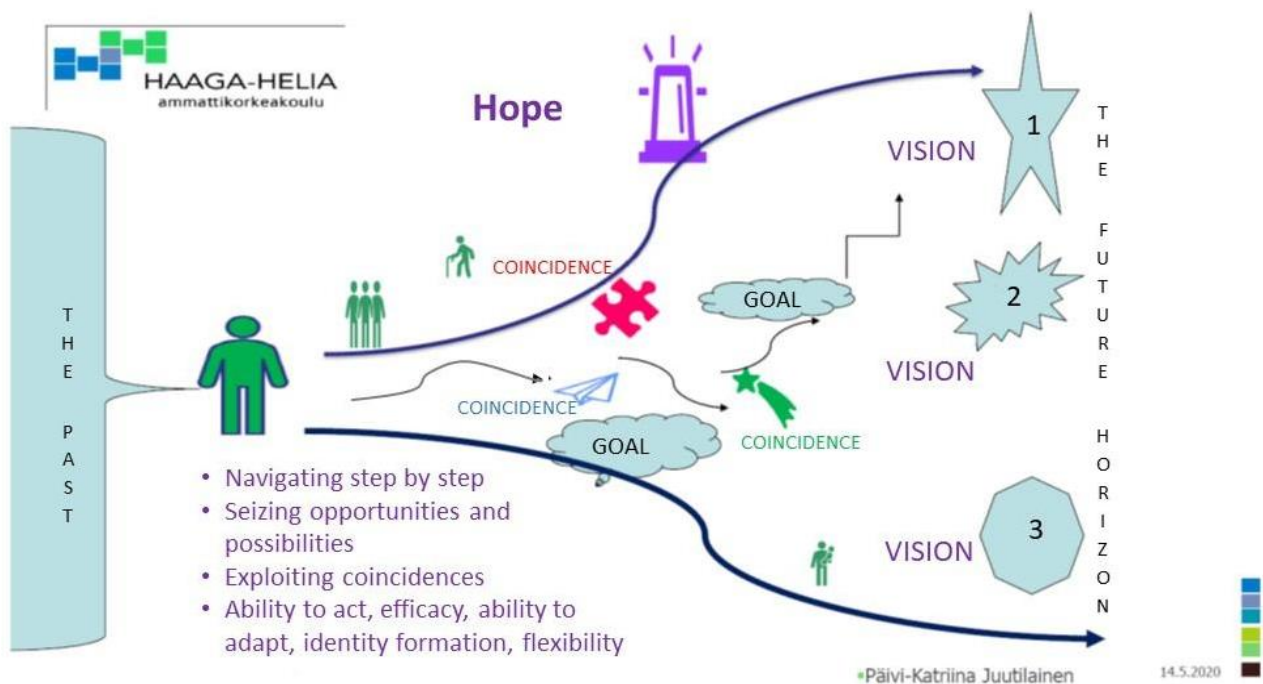 HAAGA-HELIA
ammattikorkeakoulu
Hope
THE PAST
COINCIDENCE
COINCIDENCE
GOAL
GOAL
COINCIDENCE
VISION
1
VISION
2
VISION
3
THE FUTURE HORIZON
• Navigating step by step
• Seizing opportunities and
possibilities
• Exploiting coincidences
• Ability to act, efficacy, ability to
adapt, identity formation, flexibility
•Päivi-Katriina Juutilainen
14.5.2020